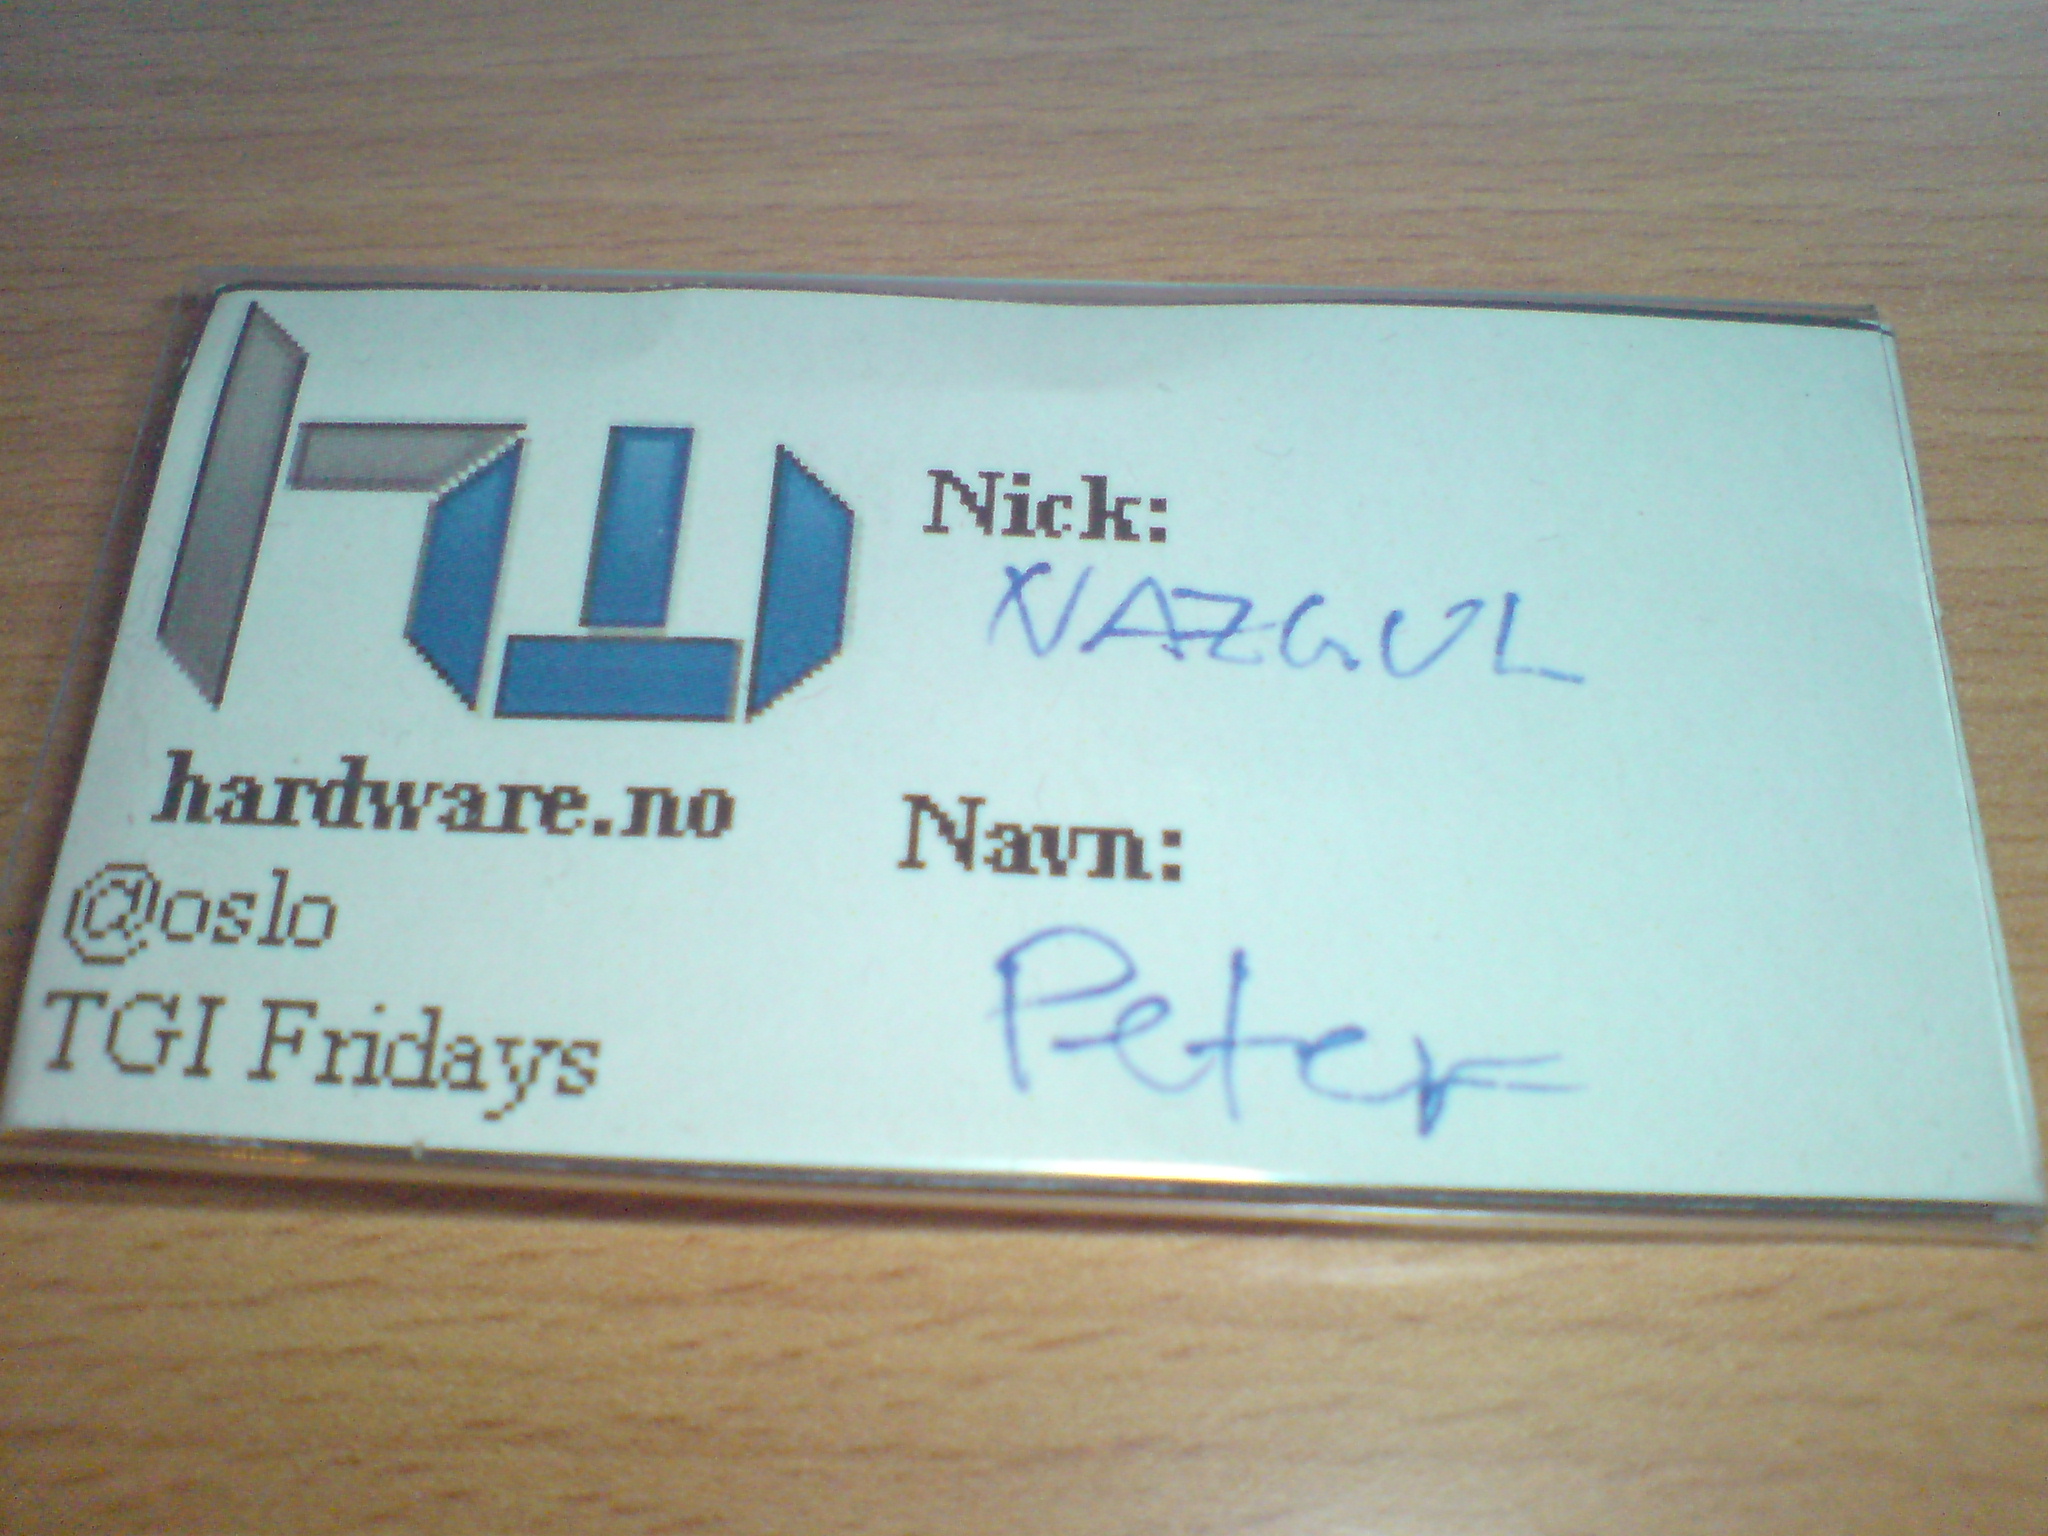 hardware.no
@oslo
TGI Fridays
Nick:
NAZGUL
Navn:
Peter